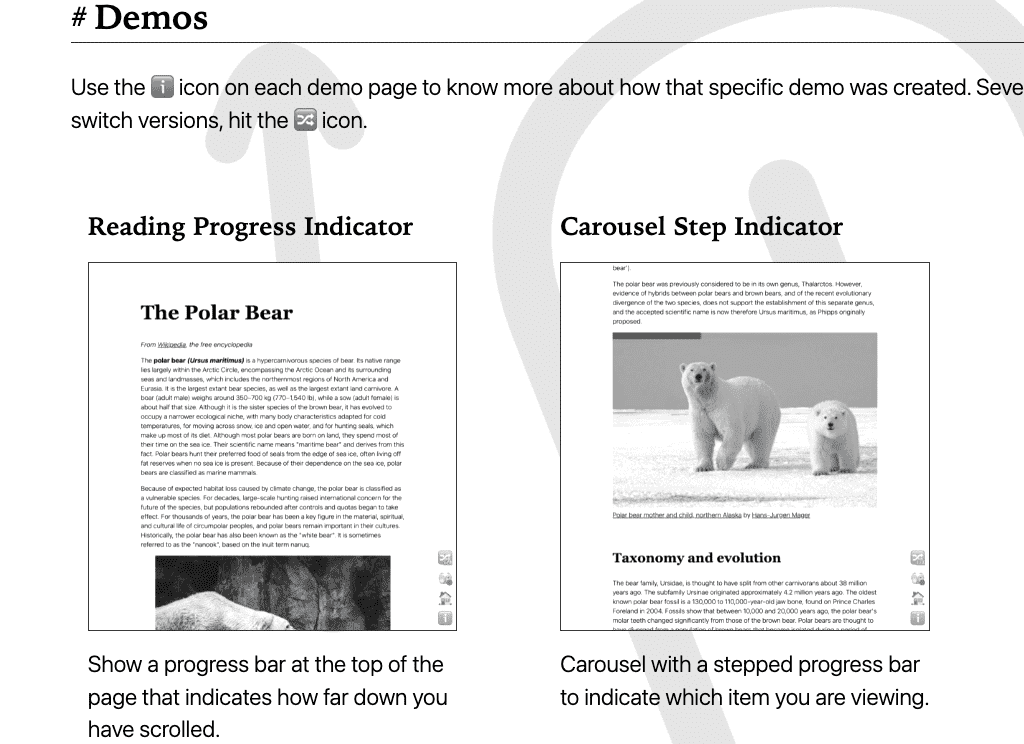 # Demos
Use the icon on each demo page to know more about how that specific demo was created. Seve
switch versions, hit the icon.
Reading Progress Indicator
The Polar Bear
From Wikipedia, the free encyclopedia
The polar bear (Ursus maritimus) is a hypercarnivorous species of bear. Its native range
lies largely within the Arctic Circle, encompassing the Arctic Ocean and its surrounding
seas and landmasses, which includes the northernmost regions of North America and
Eurasia. It is the largest extant bear species, as well as the largest extant land carnivore. A
boar (adult male) weighs around 350–700 kg (770–1,540 lb), while a sow (adult female) is
about half that size. Although it is the sister species of the brown bear, it has evolved to
occupy a narrower ecological niche, with many body characteristics adapted for cold
temperatures, for moving across snow, ice and open water, and for hunting seals, which
make up most of its diet. Although most polar bears are born on land, they spend most of
their time on the sea ice. Their scientific name means "maritime bear" and derives from this
fact. Polar bears hunt their preferred food of seals from the edge of sea ice, often living off
fat reserves when no sea ice is present. Because of their dependence on the sea ice, polar
bears are classified as marine mammals.
Because of expected habitat loss caused by climate change, the polar bear is classified as
a vulnerable species. For decades, large-scale hunting raised international concern for the
future of the species, but populations rebounded after controls and quotas began to take
effect. For thousands of years, the polar bear has been a key figure in the material, spiritual,
and cultural life of circumpolar peoples, and polar bears remain important in their cultures.
Historically, the polar bear has also been known as the "white bear". It is sometimes
referred to as the "nanook", based on the Inuit term nanuq.
Show a progress bar at the top of the
page that indicates how far down you
have scrolled.
Carousel Step Indicator
bear').
The polar bear was previously considered to be in its own genus, Thalarctos. However,
evidence of hybrids between polar bears and brown bears, and of the recent evolutionary
divergence of the two species, does not support the establishment of this separate genus,
and the accepted scientific name is now therefore Ursus maritimus, as Phipps originally
proposed.
Polar bear mother and child, northern Alaska by Hans-Jurgen Mager
Taxonomy and evolution
The bear family, Ursidae, is thought to have split from other carnivorans about 38 million
years ago. The subfamily Ursinae originated approximately 4.2 million years ago. The oldest
known polar bear fossil is a 130,000 to 110,000-year-old jaw bone, found on Prince Charles
Foreland in 2004. Fossils show that between 10,000 and 20,000 years ago, the polar bear's
molar teeth changed significantly from those of the brown bear. Polar bears are thought to
have diverged from a population of brown bears that became isolated during a period of
Carousel with a stepped progress bar
to indicate which item you are viewing.